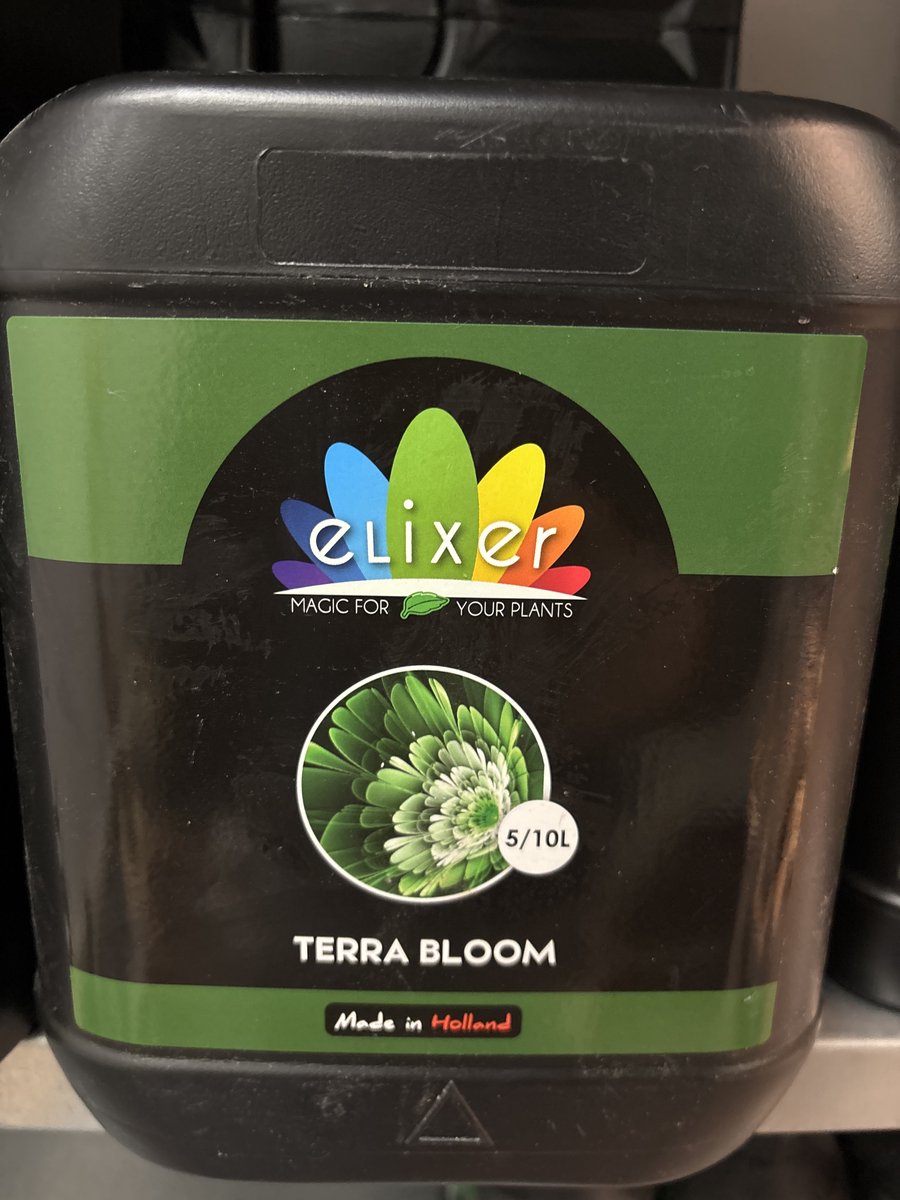 eLixer
MAGIC FOR YOUR PLANTS
5/10L
TERRA BLOOM
Made in Holland